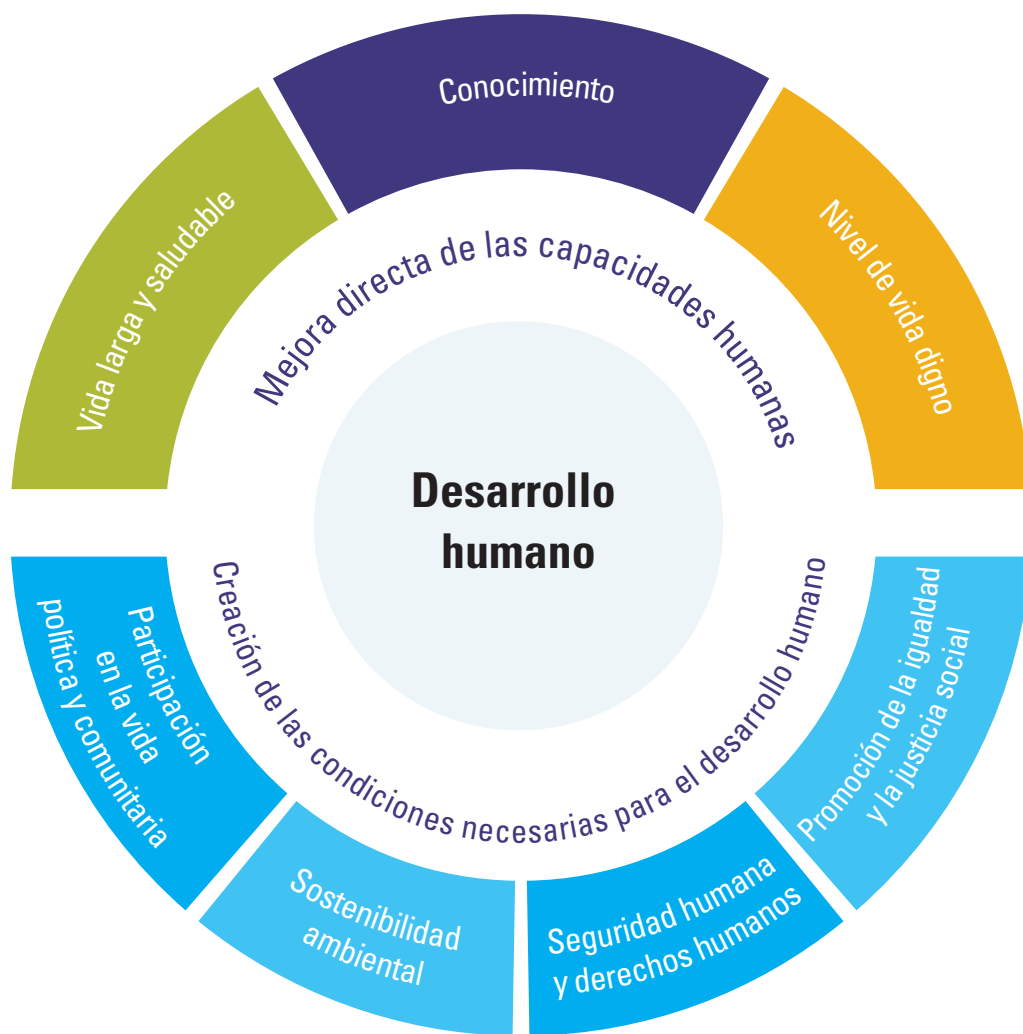 Conocimiento
Vida larga y saludable
Nivel de vida digno
Mejora directa de las capacidades humanas
Desarrollo
humano
Creación de las condiciones necesarias para el desarrollo humano
Participación
en la vida
política y comunitaria
Sostenibilidad
ambiental
Seguridad humana
y derechos humanos
Promoción de la igualdad
y la justicia social